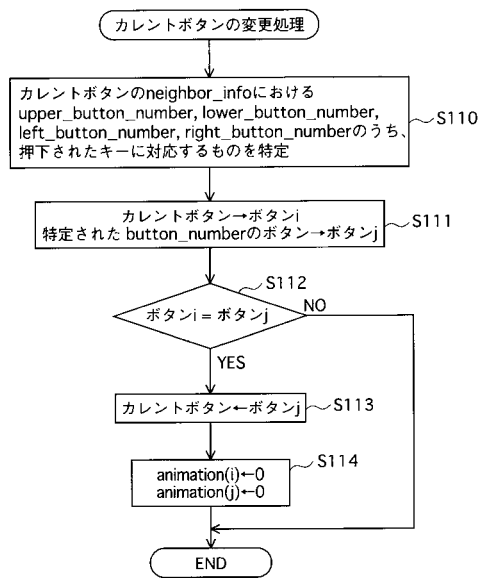 カレントボタンの変更処理
カレントボタンのneighbor_infoにおける
upper_button_number, lower_button_number,
left_button_number, right_button_numberのうち、
押下されたキーに対応するものを特定
S110
カレントボタン→ボタンi
特定された button_numberのボタン→ボタンj
S111
S112
ボタンi = ボタンj
NO
YES
カレントボタン←ボタンj
S113
S114
animation(i)←0
animation(j)←0
END